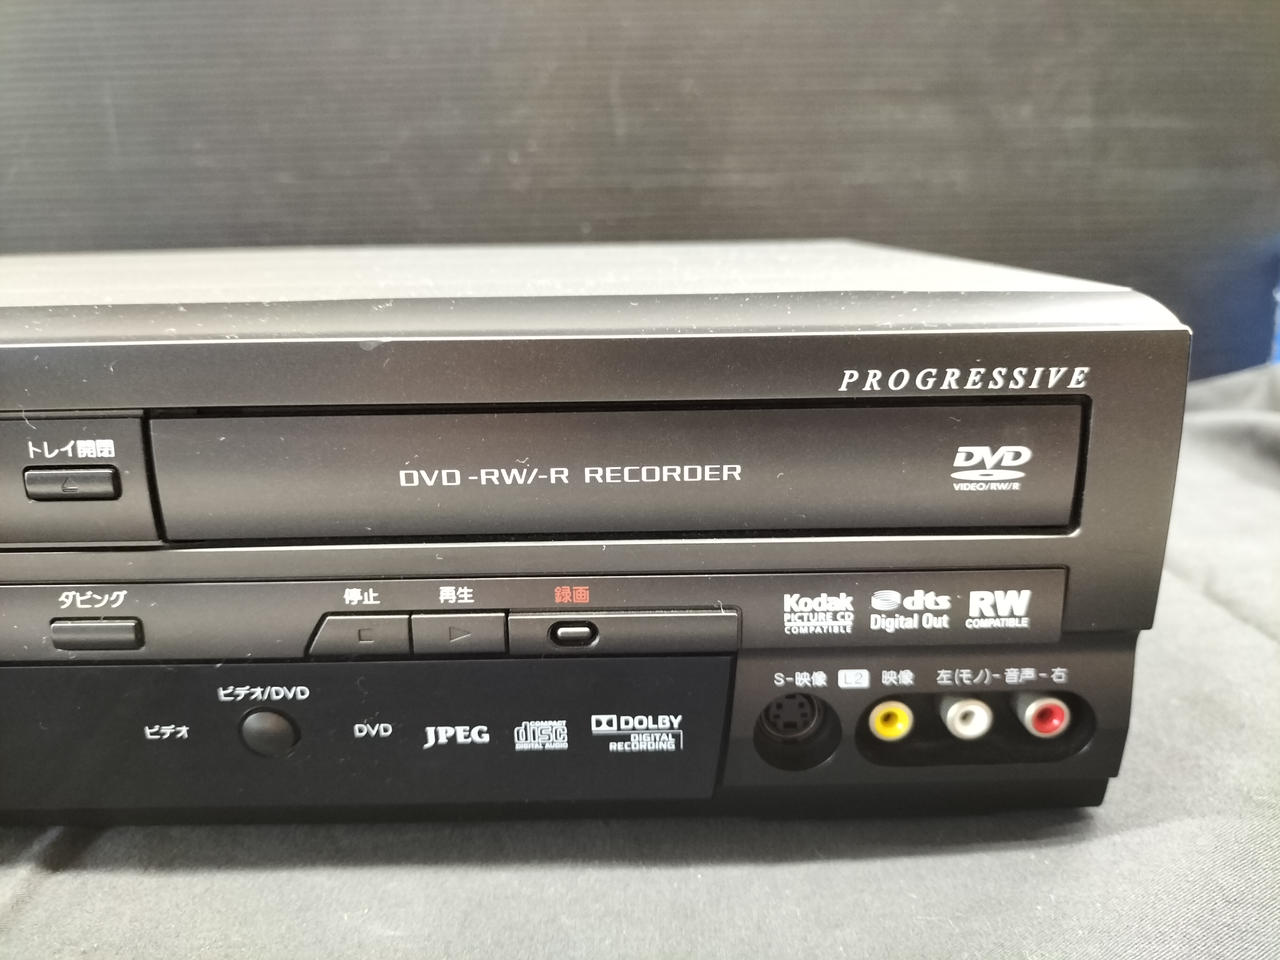 PROGRESSIVE
トレイ開閉
DVD -RW/-R RECORDER
DVD
VIDEO/RW/R
ダビング
停止
再生
録画
Kodak
PICTURE CD
COMPATIBLE
dts
Digital Out
RW
COMPATIBLE
S-映像 L2 映像 左(モノ)-音声-右
ビデオ/DVD
ビデオ
DVD
JPEG
COMPACT
disc
DIGITAL AUDIO
DOLBY
DIGITAL
RECORDING